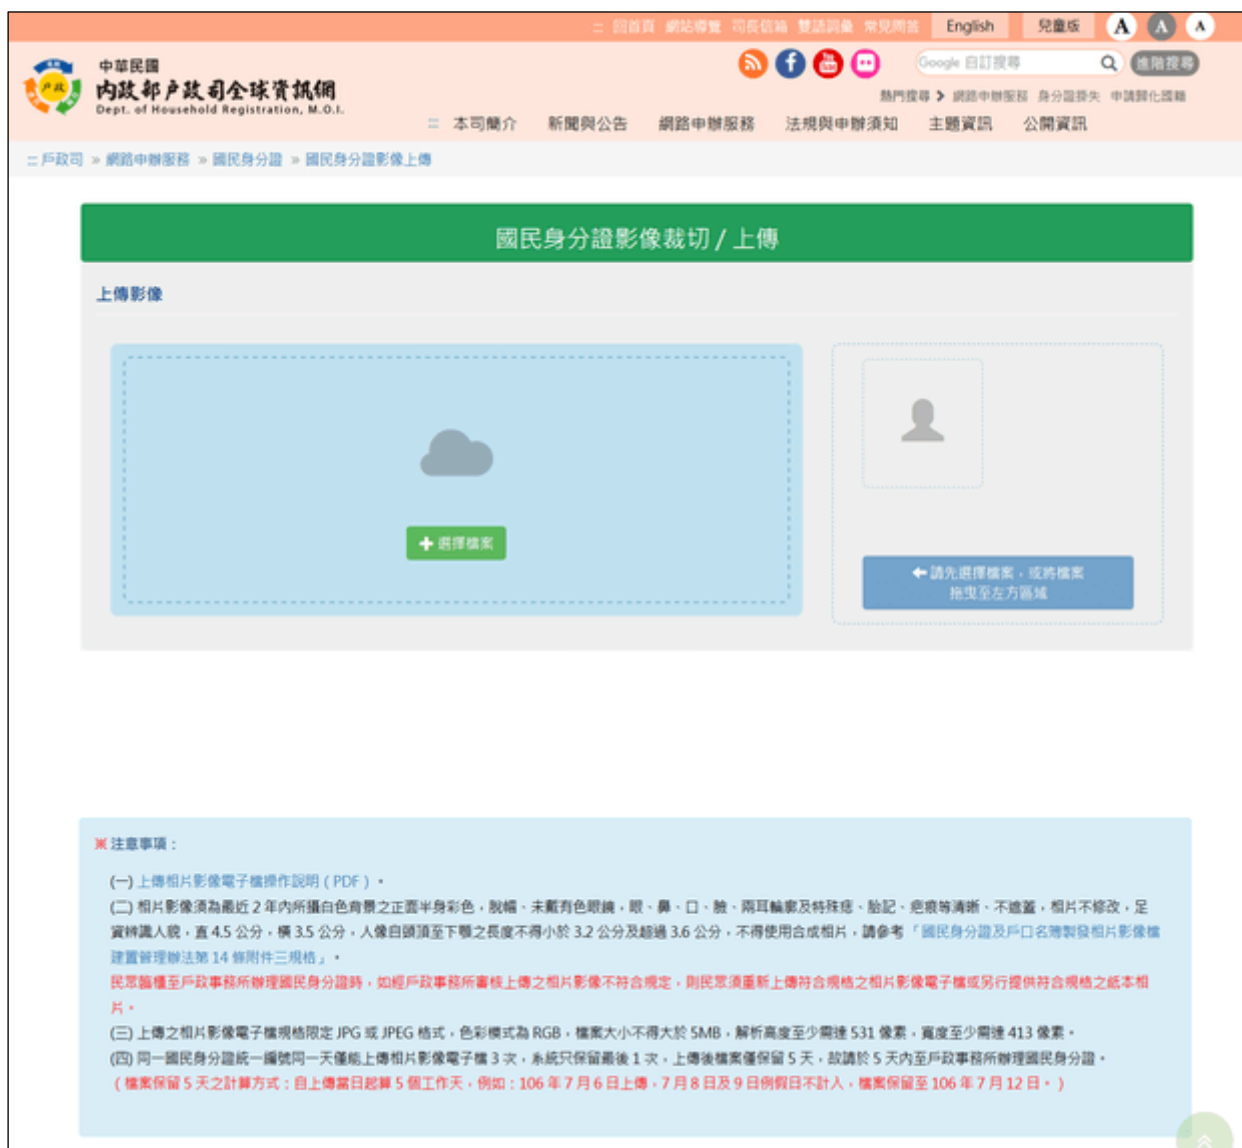 ::: 回首頁 網站導覽 司長信箱 雙語詞彙 常見問答 English 兒童版 A A A
中華民國
內政部戶政司全球資訊網
Dept. of Household Registration, M.O.I.
戶政
Google 自訂搜尋 進階搜尋
熱門搜尋 > 網路申辦服務 身分證掛失 申請歸化國籍
::: 本司簡介 新聞與公告 網路申辦服務 法規與申辦須知 主題資訊 公開資訊
::: 戶政司 » 網路申辦服務 » 國民身分證 » 國民身分證影像上傳
國民身分證影像裁切 / 上傳
上傳影像
+ 選擇檔案
請先選擇檔案，或將檔案
拖曳至左方區域
※ 注意事項：
(一) 上傳相片影像電子檔操作說明（PDF）。
(二) 相片影像須為最近 2 年內所攝白色背景之正面半身彩色，脫帽、未戴有色眼鏡，眼、鼻、口、臉、兩耳輪廓及特殊痣、胎記、疤痕等清晰、不遮蓋，相片不修改，足
資辨識人貌，直 4.5 公分，橫 3.5 公分，人像自頭頂至下顎之長度不得小於 3.2 公分及超過 3.6 公分，不得使用合成相片，請參考「國民身分證及戶口名簿製發相片影像檔
建置管理辦法第 14 條附件三規格」。
民眾臨櫃至戶政事務所辦理國民身分證時，如經戶政事務所審核上傳之相片影像不符合規定，則民眾須重新上傳符合規格之相片影像電子檔或另行提供符合規格之紙本相
片。
(三) 上傳之相片影像電子檔規格限定 JPG 或 JPEG 格式，色彩模式為 RGB，檔案大小不得大於 5MB，解析高度至少需達 531 像素，寬度至少需達 413 像素。
(四) 同一國民身分證統一編號同一天僅能上傳相片影像電子檔 3 次，系統只保留最後 1 次，上傳後檔案僅保留 5 天，故請於 5 天內至戶政事務所辦理國民身分證。
（檔案保留 5 天之計算方式：自上傳當日起算 5 個工作天，例如：106 年 7 月 6 日上傳，7 月 8 日及 9 日例假日不計入，檔案保留至 106 年 7 月 12 日。）